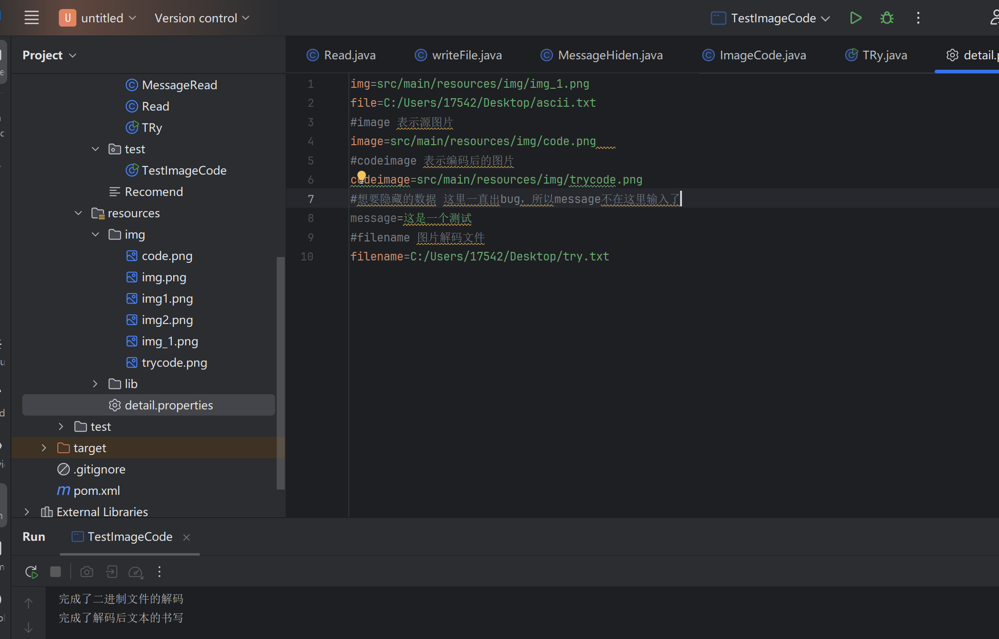 U untitled Version control TestImageCode
Project
Read.java writeFile.java MessageHiden.java ImageCode.java TRy.java detail.p
MessageRead
Read
TRy
test
TestImageCode
Recomend
resources
img
code.png
img.png
img1.png
img2.png
img_1.png
trycode.png
lib
detail.properties
test
target
.gitignore
m pom.xml
External Libraries
1 img=src/main/resources/img/img_1.png
2 file=C:/Users/17542/Desktop/ascii.txt
3 #image 表示源图片
4 image=src/main/resources/img/code.png
5 #codeimage 表示编码后的图片
6 codeimage=src/main/resources/img/trycode.png
7 #想要隐藏的数据 这里一直出bug，所以message不在这里输入了
8 message=这是一个测试
9 #filename 图片解码文件
10 filename=C:/Users/17542/Desktop/try.txt
Run TestImageCode
完成了二进制文件的解码
完成了解码后文本的书写